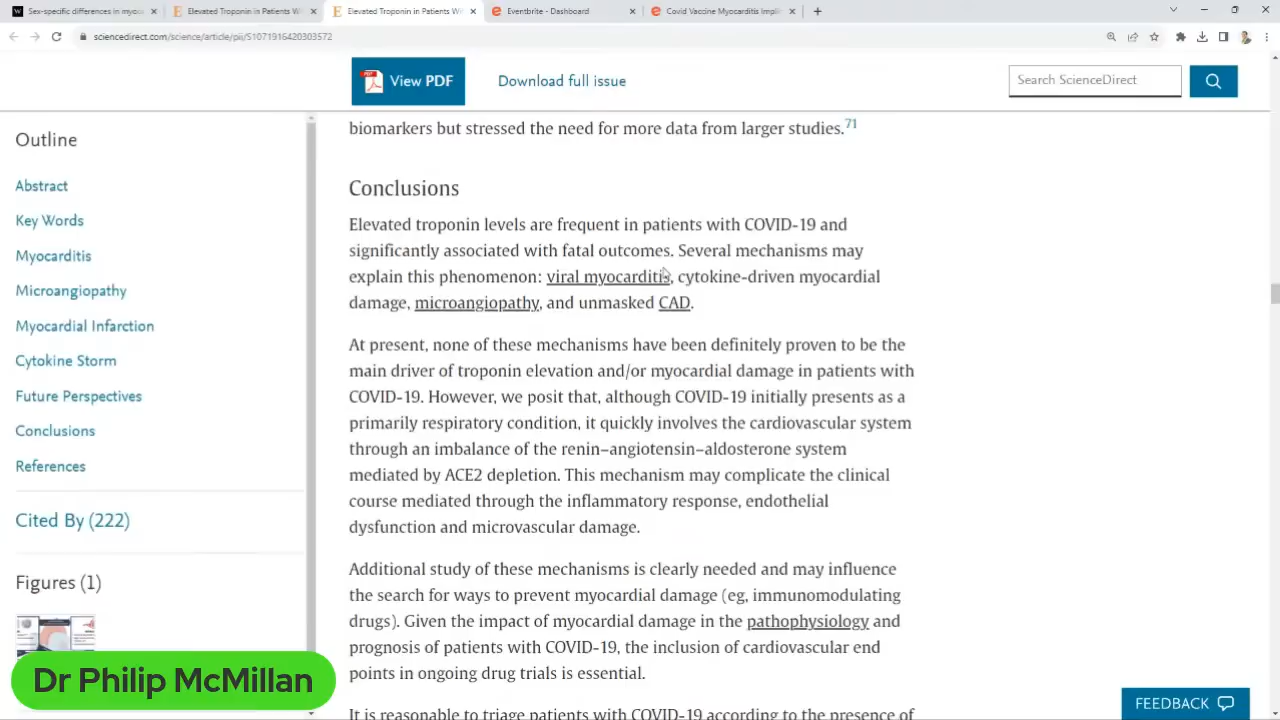 Sex-specific differences in myoc
Elevated Troponin in Patients Wi
Elevated Troponin in Patients Wi
Eventbrite - Dashboard
Covid Vaccine Myocarditis Impli
sciencedirect.com/science/article/pii/S1071916420303572
View PDF
Download full issue
Search ScienceDirect
Outline
Abstract
Key Words
Myocarditis
Microangiopathy
Myocardial Infarction
Cytokine Storm
Future Perspectives
Conclusions
References
Cited By (222)
Figures (1)
biomarkers but stressed the need for more data from larger studies.71
Conclusions
Elevated troponin levels are frequent in patients with COVID-19 and
significantly associated with fatal outcomes. Several mechanisms may
explain this phenomenon: viral myocarditis, cytokine-driven myocardial
damage, microangiopathy, and unmasked CAD.
At present, none of these mechanisms have been definitely proven to be the
main driver of troponin elevation and/or myocardial damage in patients with
COVID-19. However, we posit that, although COVID-19 initially presents as a
primarily respiratory condition, it quickly involves the cardiovascular system
through an imbalance of the renin–angiotensin–aldosterone system
mediated by ACE2 depletion. This mechanism may complicate the clinical
course mediated through the inflammatory response, endothelial
dysfunction and microvascular damage.
Additional study of these mechanisms is clearly needed and may influence
the search for ways to prevent myocardial damage (eg, immunomodulating
drugs). Given the impact of myocardial damage in the pathophysiology and
prognosis of patients with COVID-19, the inclusion of cardiovascular end
points in ongoing drug trials is essential.
It is reasonable to triage patients with COVID-19 according to the presence of
Dr Philip McMillan
FEEDBACK